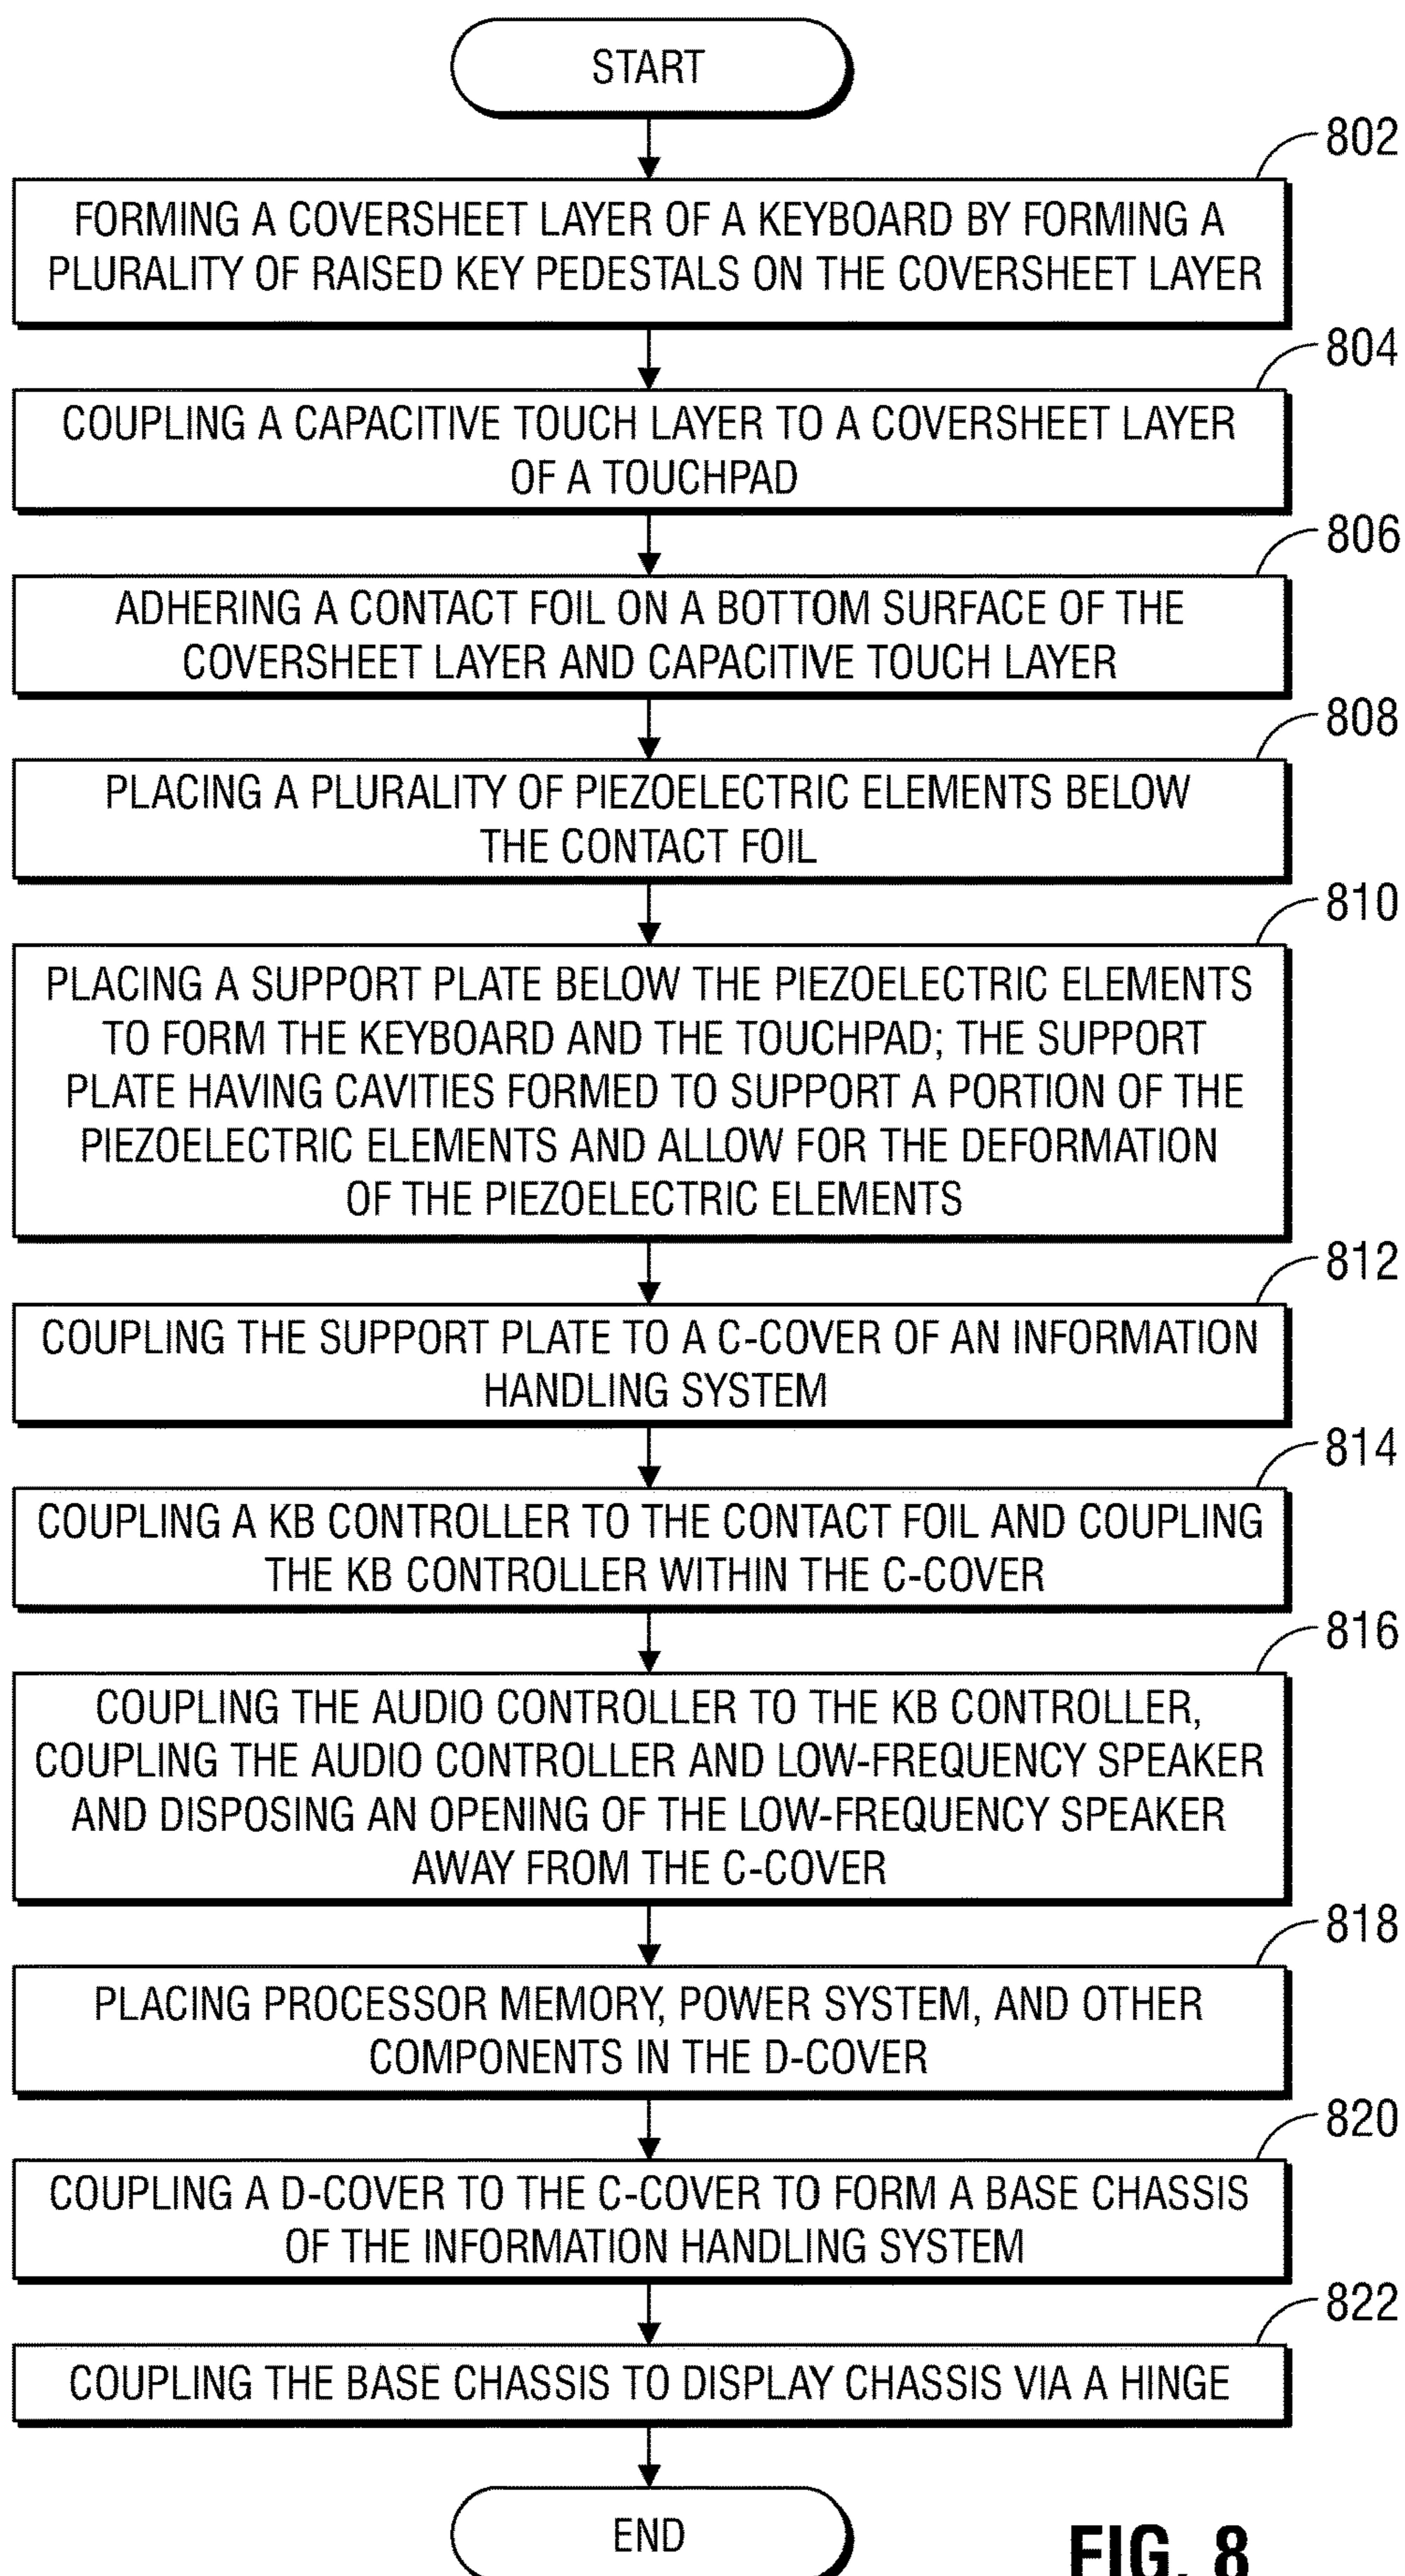 START
802
FORMING A COVERSHEET LAYER OF A KEYBOARD BY FORMING A
PLURALITY OF RAISED KEY PEDESTALS ON THE COVERSHEET LAYER
804
COUPLING A CAPACITIVE TOUCH LAYER TO A COVERSHEET LAYER
OF A TOUCHPAD
806
ADHERING A CONTACT FOIL ON A BOTTOM SURFACE OF THE
COVERSHEET LAYER AND CAPACITIVE TOUCH LAYER
808
PLACING A PLURALITY OF PIEZOELECTRIC ELEMENTS BELOW
THE CONTACT FOIL
810
PLACING A SUPPORT PLATE BELOW THE PIEZOELECTRIC ELEMENTS
TO FORM THE KEYBOARD AND THE TOUCHPAD; THE SUPPORT
PLATE HAVING CAVITIES FORMED TO SUPPORT A PORTION OF THE
PIEZOELECTRIC ELEMENTS AND ALLOW FOR THE DEFORMATION
OF THE PIEZOELECTRIC ELEMENTS
812
COUPLING THE SUPPORT PLATE TO A C-COVER OF AN INFORMATION
HANDLING SYSTEM
814
COUPLING A KB CONTROLLER TO THE CONTACT FOIL AND COUPLING
THE KB CONTROLLER WITHIN THE C-COVER
816
COUPLING THE AUDIO CONTROLLER TO THE KB CONTROLLER,
COUPLING THE AUDIO CONTROLLER AND LOW-FREQUENCY SPEAKER
AND DISPOSING AN OPENING OF THE LOW-FREQUENCY SPEAKER
AWAY FROM THE C-COVER
818
PLACING PROCESSOR MEMORY, POWER SYSTEM, AND OTHER
COMPONENTS IN THE D-COVER
820
COUPLING A D-COVER TO THE C-COVER TO FORM A BASE CHASSIS
OF THE INFORMATION HANDLING SYSTEM
822
COUPLING THE BASE CHASSIS TO DISPLAY CHASSIS VIA A HINGE
END
FIG. 8